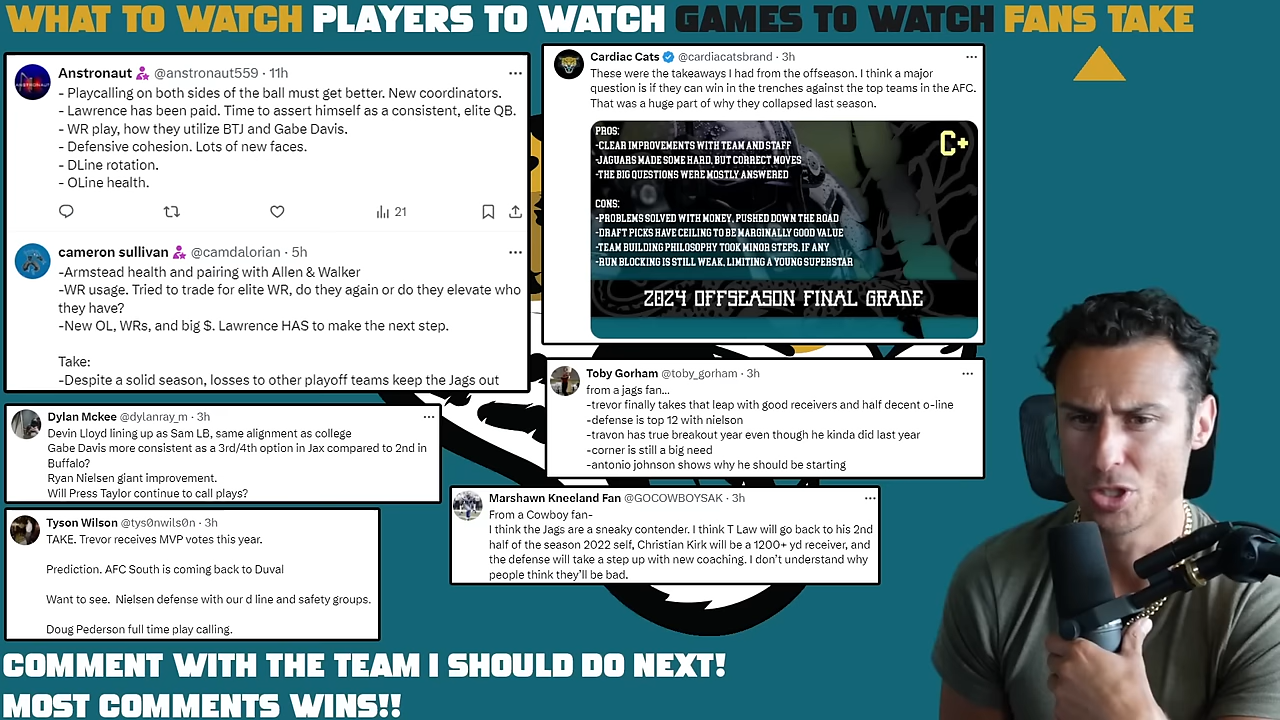 WHAT TO WATCH PLAYERS TO WATCH GAMES TO WATCH FANS TAKE
Anstronaut @anstronaut559 · 11h
- Playcalling on both sides of the ball must get better. New coordinators.
- Lawrence has been paid. Time to assert himself as a consistent, elite QB.
- WR play, how they utilize BTJ and Gabe Davis.
- Defensive cohesion. Lots of new faces.
- DLine rotation.
- OLine health.
21
cameron sullivan @camdalorian · 5h
-Armstead health and pairing with Allen & Walker
-WR usage. Tried to trade for elite WR, do they again or do they elevate who
they have?
-New OL, WRs, and big $. Lawrence HAS to make the next step.
Take:
-Despite a solid season, losses to other playoff teams keep the Jags out
Dylan Mckee @dylanray_m · 3h
Devin Lloyd lining up as Sam LB, same alignment as college
Gabe Davis more consistent as a 3rd/4th option in Jax compared to 2nd in
Buffalo?
Ryan Nielsen giant improvement.
Will Press Taylor continue to call plays?
Tyson Wilson @tys0nwils0n · 3h
TAKE. Trevor receives MVP votes this year.
Prediction. AFC South is coming back to Duval
Want to see.  Nielsen defense with our d line and safety groups.
Doug Pederson full time play calling.
Cardiac Cats @cardiacatsbrand · 3h
These were the takeaways I had from the offseason. I think a major
question is if they can win in the trenches against the top teams in the AFC.
That was a huge part of why they collapsed last season.
C+
PROS:
-CLEAR IMPROVEMENTS WITH TEAM AND STAFF
-JAGUARS MADE SOME HARD, BUT CORRECT MOVES
-THE BIG QUESTIONS WERE MOSTLY ANSWERED
CONS:
-PROBLEMS SOLVED WITH MONEY, PUSHED DOWN THE ROAD
-DRAFT PICKS HAVE CEILING TO BE MARGINALLY GOOD VALUE
-TEAM BUILDING PHILOSOPHY TOOK MINOR STEPS, IF ANY
-RUN BLOCKING IS STILL WEAK, LIMITING A YOUNG SUPERSTAR
2024 OFFSEASON FINAL GRADE
Toby Gorham @toby_gorham · 3h
from a jags fan...
-trevor finally takes that leap with good receivers and half decent o-line
-defense is top 12 with nielson
-travon has true breakout year even though he kinda did last year
-corner is still a big need
-antonio johnson shows why he should be starting
Marshawn Kneeland Fan @GOCOWBOYSAK · 3h
From a Cowboy fan-
I think the Jags are a sneaky contender. I think T Law will go back to his 2nd
half of the season 2022 self, Christian Kirk will be a 1200+ yd receiver, and
the defense will take a step up with new coaching. I don't understand why
people think they'll be bad.
COMMENT WITH THE TEAM I SHOULD DO NEXT!
MOST COMMENTS WINS!!